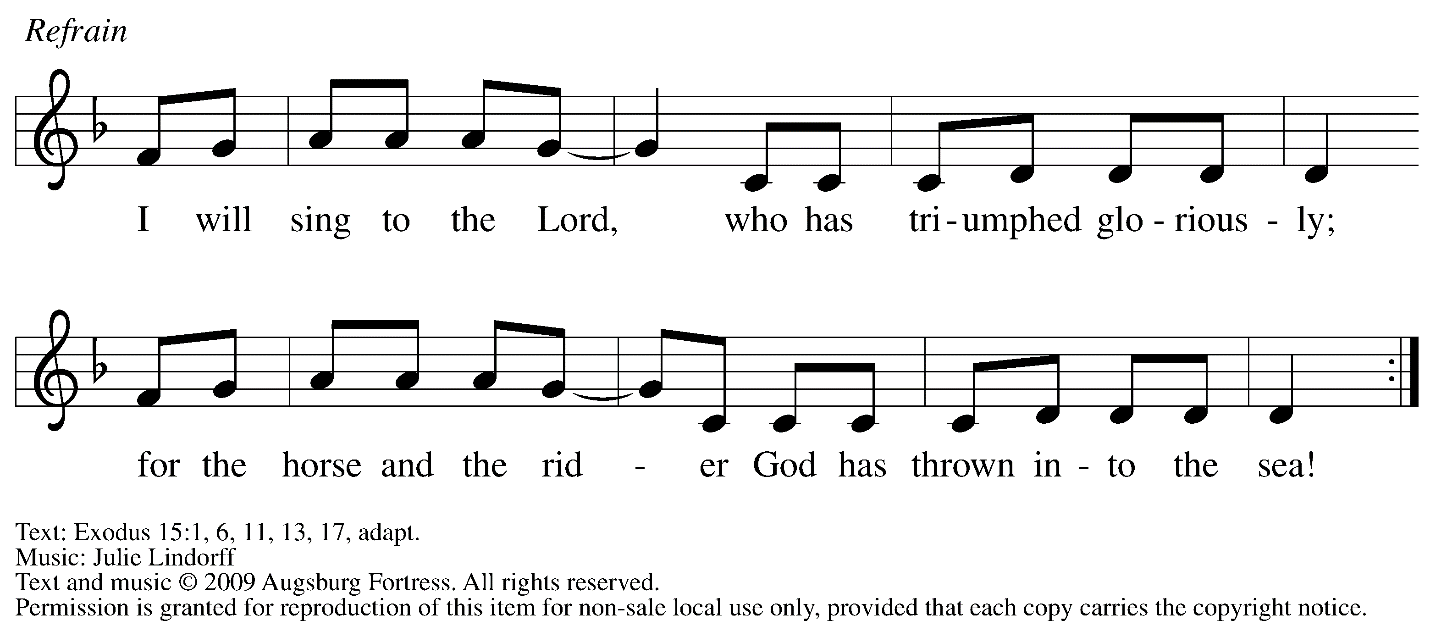 Refrain
I will sing to the Lord, who has tri - umphed glo - rious - ly;
for the horse and the rid - er God has thrown in - to the sea!
Text: Exodus 15:1, 6, 11, 13, 17, adapt.
Music: Julie Lindorff
Text and music © 2009 Augsburg Fortress. All rights reserved.
Permission is granted for reproduction of this item for non-sale local use only, provided that each copy carries the copyright notice.